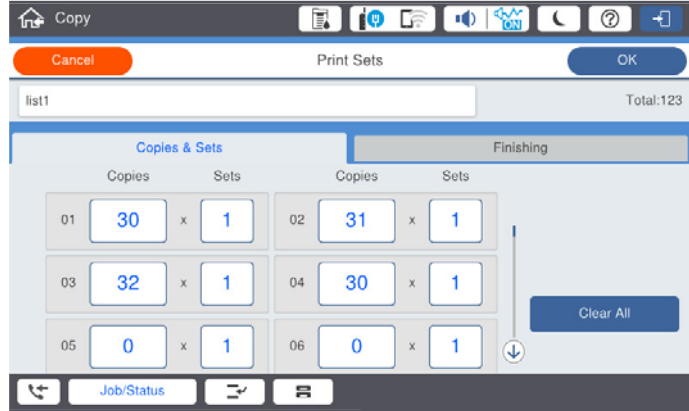 Copy
ON
Cancel Print Sets OK
list1 Total:123
Copies & Sets Finishing
Copies Sets Copies Sets
01 30 x 1 02 31 x 1
03 32 x 1 04 30 x 1
Clear All
05 0 x 1 06 0 x 1
Job/Status